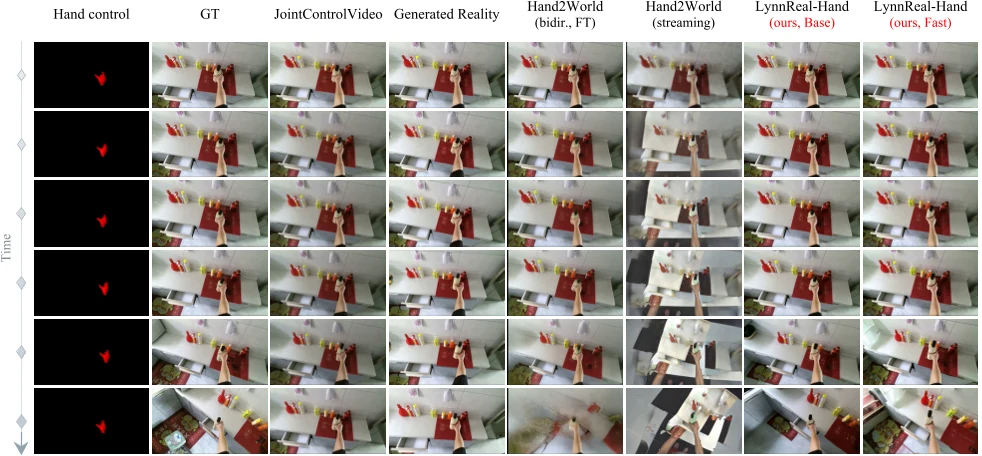 Hand control
GT
JointControlVideo
Generated Reality
Hand2World
(bidir., FT)
Hand2World
(streaming)
LynnReal-Hand
(ours, Base)
LynnReal-Hand
(ours, Fast)
Time